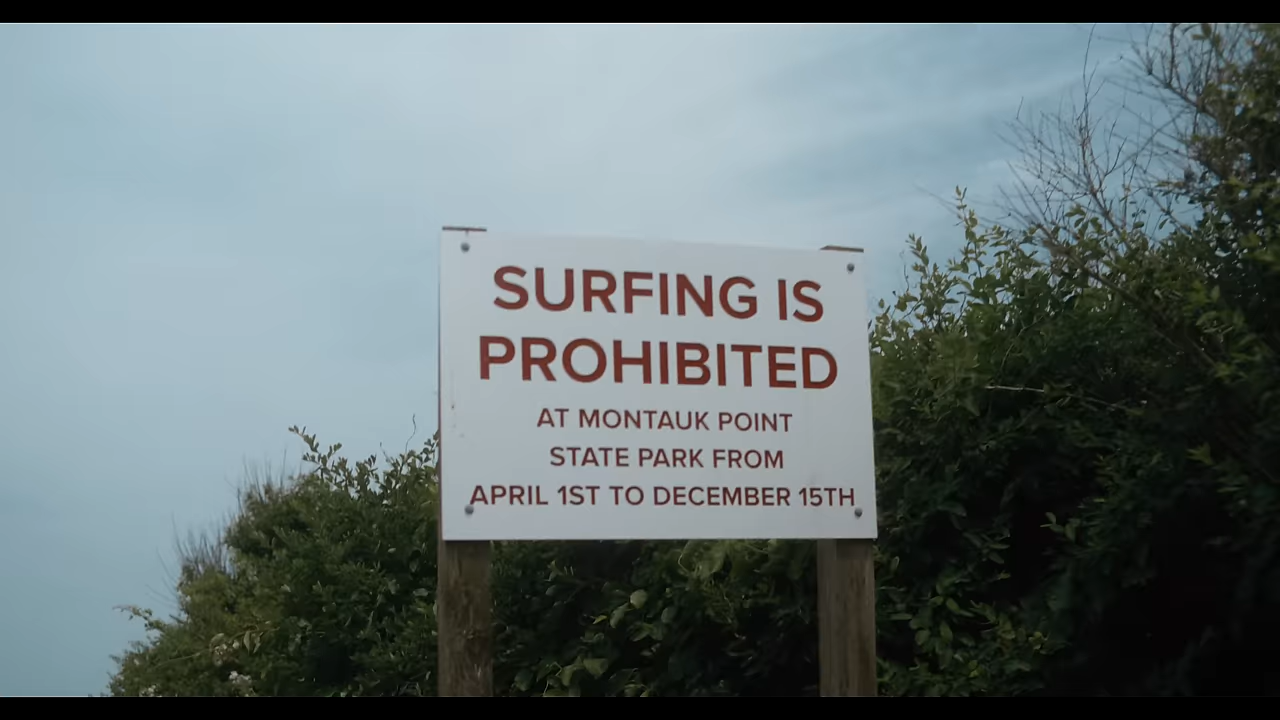 SURFING IS
PROHIBITED
AT MONTAUK POINT
STATE PARK FROM
APRIL 1ST TO DECEMBER 15TH